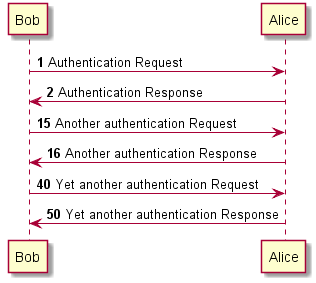 Bob Alice
1 Authentication Request
2 Authentication Response
15 Another authentication Request
16 Another authentication Response
40 Yet another authentication Request
50 Yet another authentication Response
Bob Alice